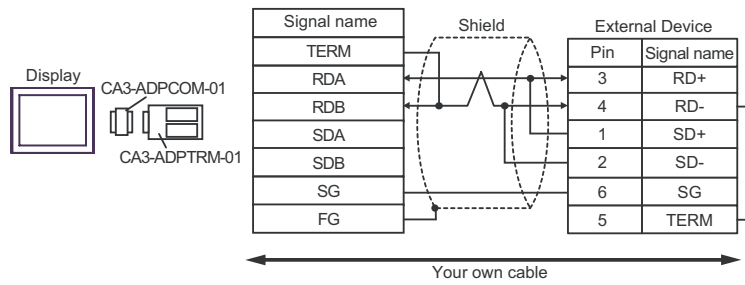 Display
CA3-ADPCOM-01
CA3-ADPTRM-01
Signal name
TERM
RDA
RDB
SDA
SDB
SG
FG
Shield
External Device
Pin Signal name
3 RD+
4 RD-
1 SD+
2 SD-
6 SG
5 TERM
Your own cable